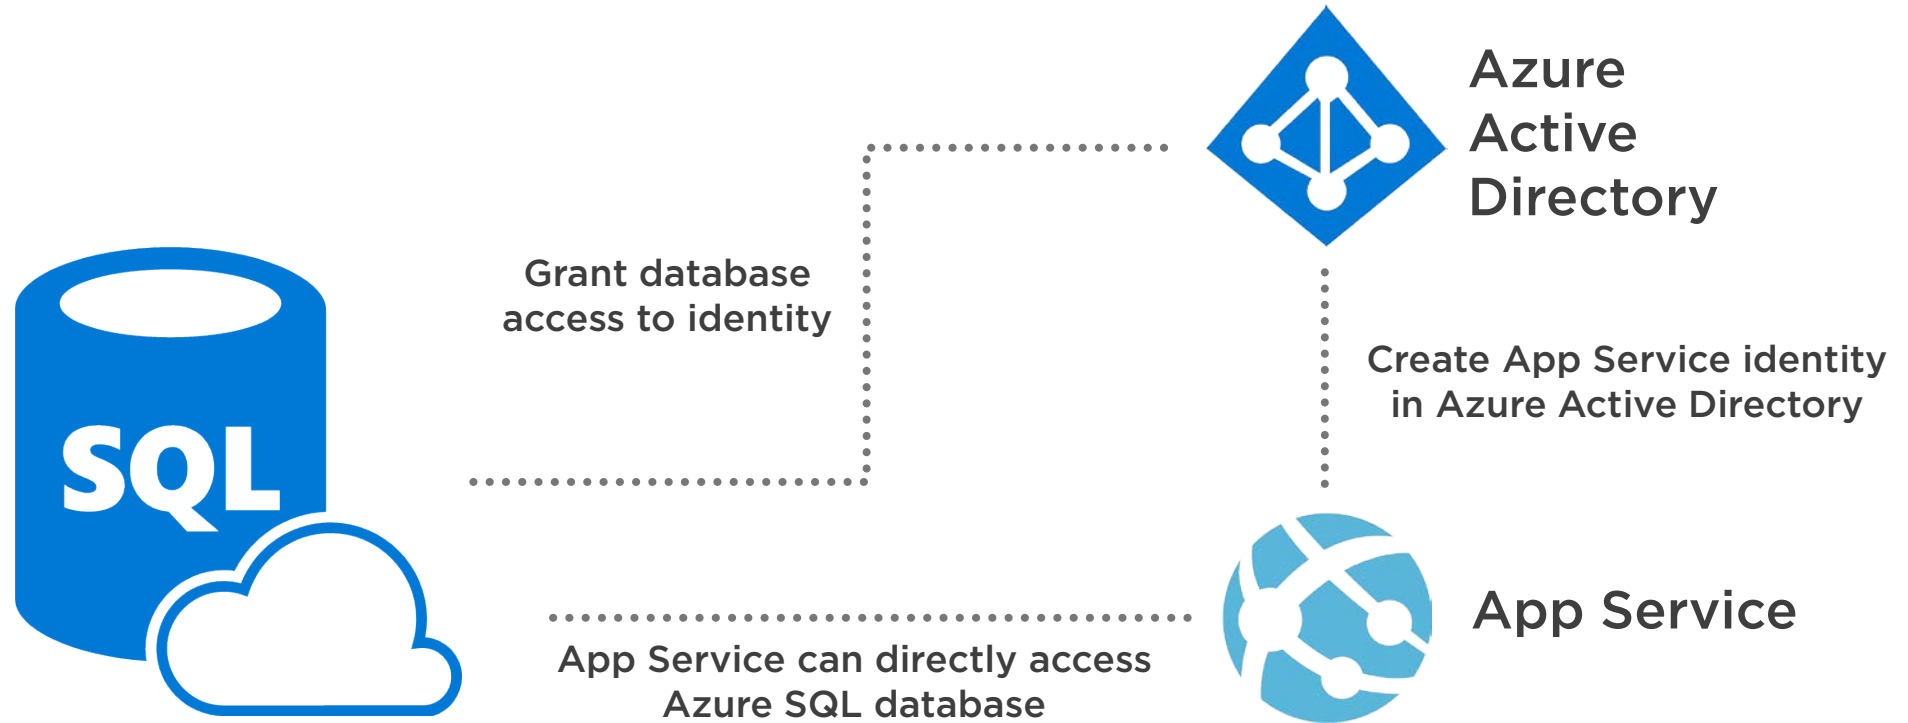 Azure
Active
Directory
Grant database
access to identity
Create App Service identity
in Azure Active Directory
SQL
App Service
App Service can directly access
Azure SQL database